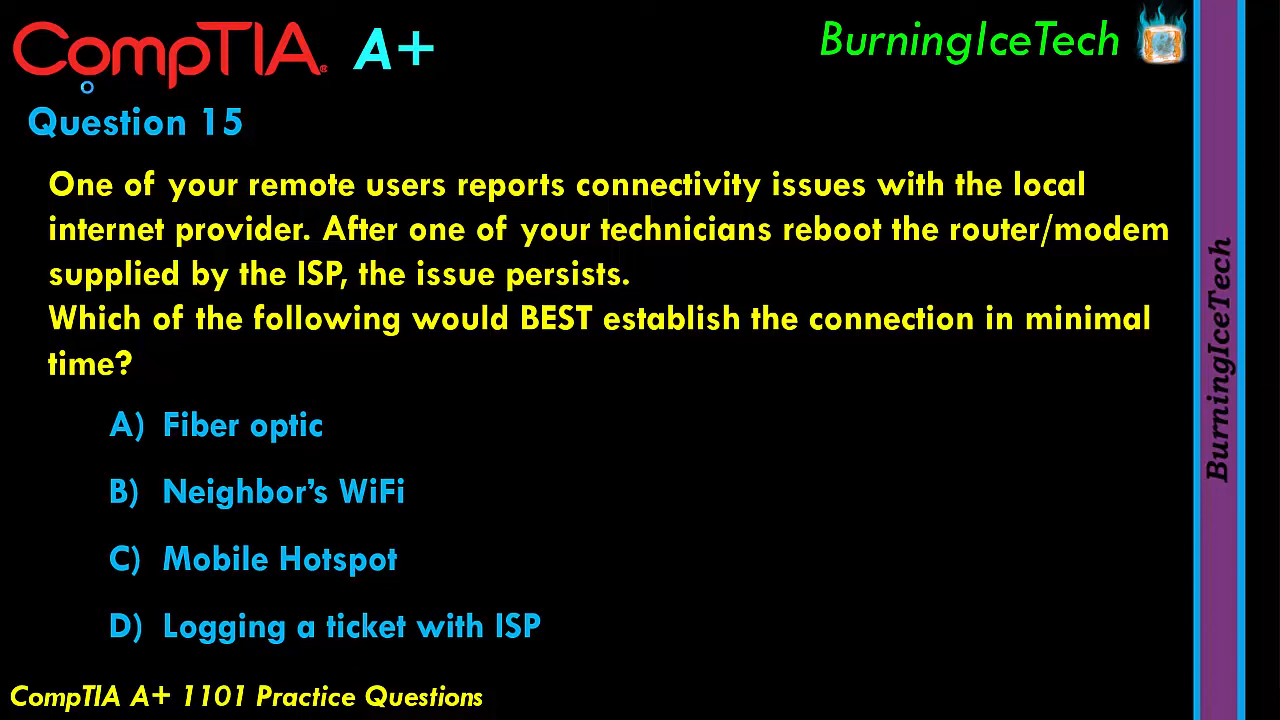 CompTIA® A+
BurningIceTech
Question 15
One of your remote users reports connectivity issues with the local
internet provider. After one of your technicians reboot the router/modem
supplied by the ISP, the issue persists.
Which of the following would BEST establish the connection in minimal
time?
A) Fiber optic
B) Neighbor’s WiFi
C) Mobile Hotspot
D) Logging a ticket with ISP
CompTIA A+ 1101 Practice Questions
BurningIceTech